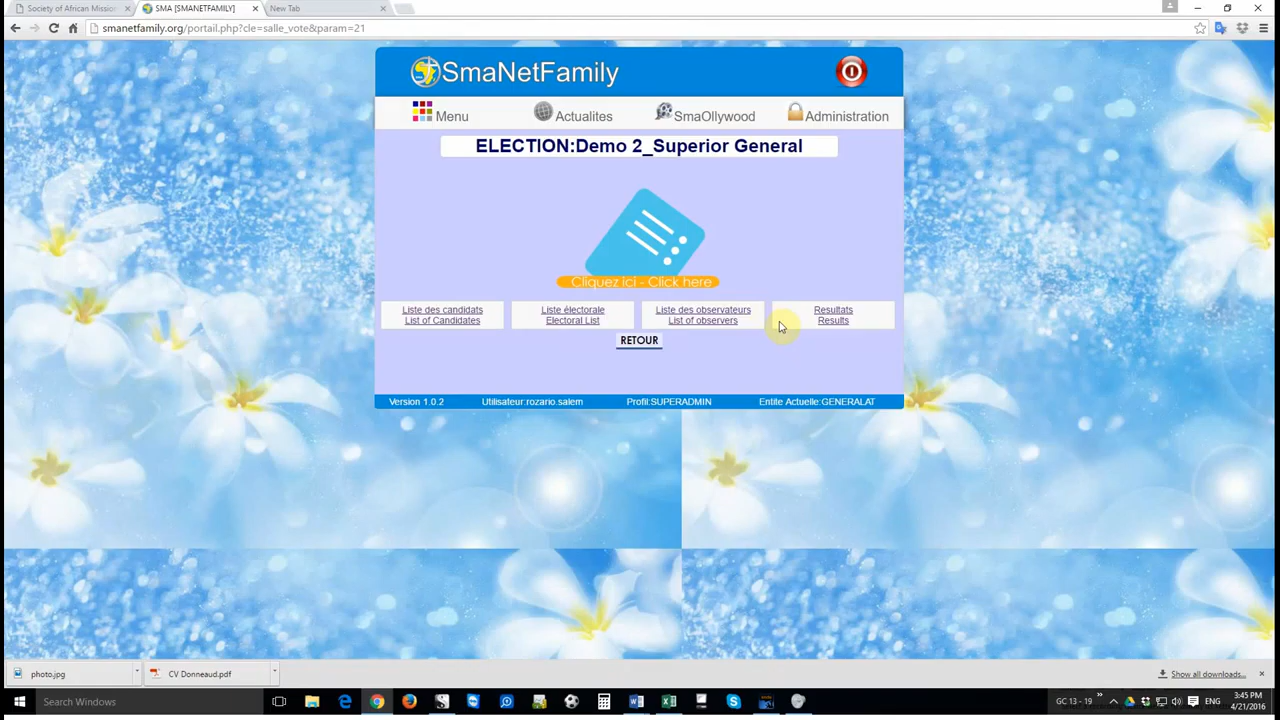 Society of African Missio
SMA [SMANETFAMILY]
New Tab
smanetfamily.org/portail.php?cle=salle_vote&param=21
SmaNetFamily
Menu
Actualites
SmaOllywood
Administration
ELECTION:Demo 2_Superior General
Cliquez ici - Click here
Liste des candidats
List of Candidates
Liste électorale
Electoral List
Liste des observateurs
List of observers
Resultats
Results
RETOUR
Version 1.0.2
Utilisateur:rozario.salem
Profil:SUPERADMIN
Entite Actuelle:GENERALAT
photo.jpg
CV Donneaud.pdf
Show all downloads...
Search Windows
GC 13 - 19
ENG
3:45 PM
4/21/2016